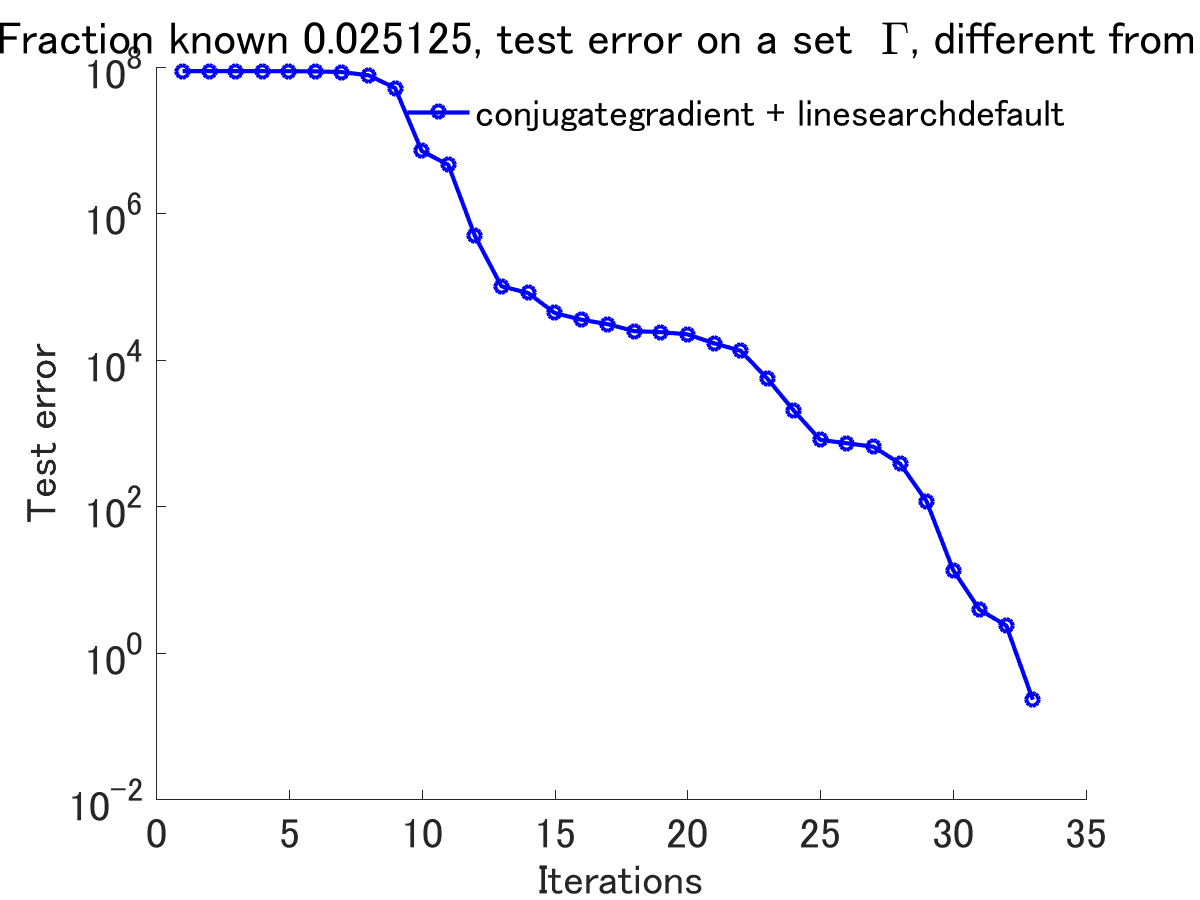 Fraction known 0.025125, test error on a set Γ, different from
conjugategradient + linesearchdefault
10^8
10^6
10^4
10^2
10^0
10^-2
Test error
0 5 10 15 20 25 30 35
Iterations